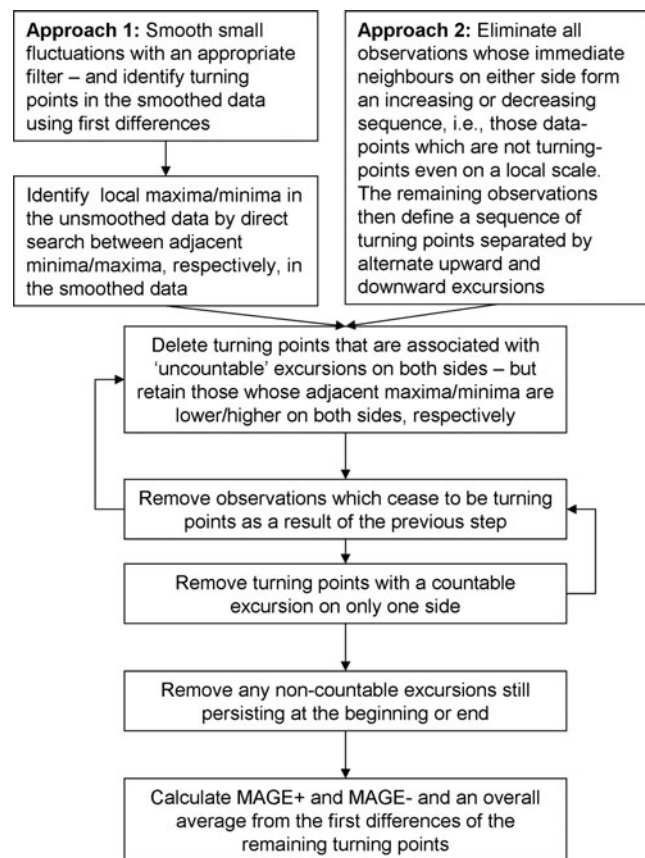 Approach 1: Smooth small
fluctuations with an appropriate
filter – and identify turning
points in the smoothed data
using first differences
Identify local maxima/minima in
the unsmoothed data by direct
search between adjacent
minima/maxima, respectively, in
the smoothed data
Approach 2: Eliminate all
observations whose immediate
neighbours on either side form
an increasing or decreasing
sequence, i.e., those data-
points which are not turning-
points even on a local scale.
The remaining observations
then define a sequence of
turning points separated by
alternate upward and
downward excursions
Delete turning points that are associated with
'uncountable' excursions on both sides – but
retain those whose adjacent maxima/minima are
lower/higher on both sides, respectively
Remove observations which cease to be turning
points as a result of the previous step
Remove turning points with a countable
excursion on only one side
Remove any non-countable excursions still
persisting at the beginning or end
Calculate MAGE+ and MAGE- and an overall
average from the first differences of the
remaining turning points